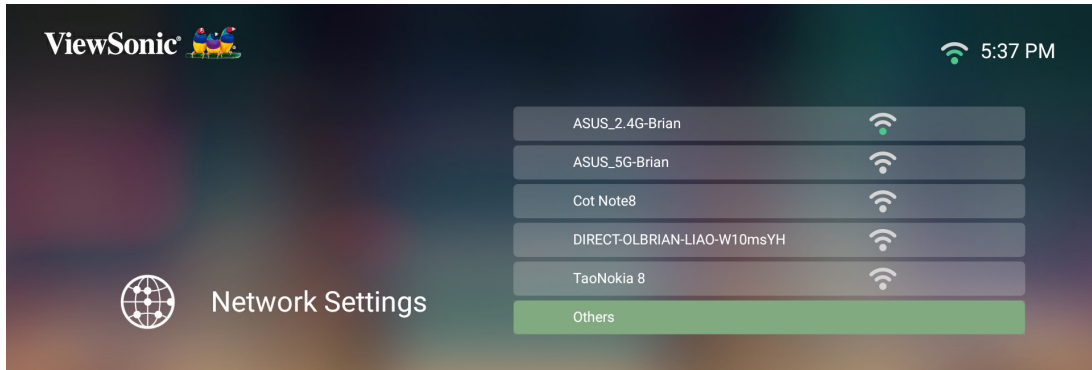 ViewSonic®
5:37 PM
ASUS_2.4G-Brian
ASUS_5G-Brian
Cot Note8
DIRECT-OLBRIAN-LIAO-W10msYH
TaoNokia 8
Network Settings
Others